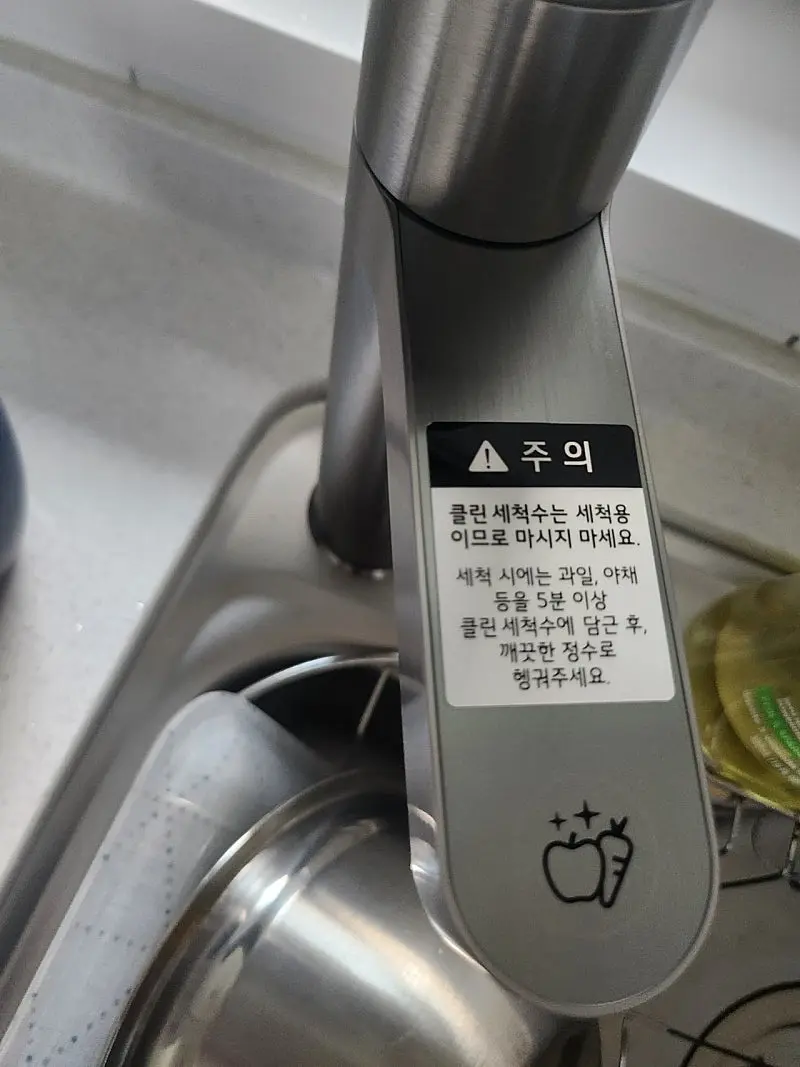 주의
클린 세척수는 세척용
이므로 마시지 마세요.
세척 시에는 과일, 야채
등을 5분 이상
클린 세척수에 담근 후,
깨끗한 정수로
헹궈주세요.